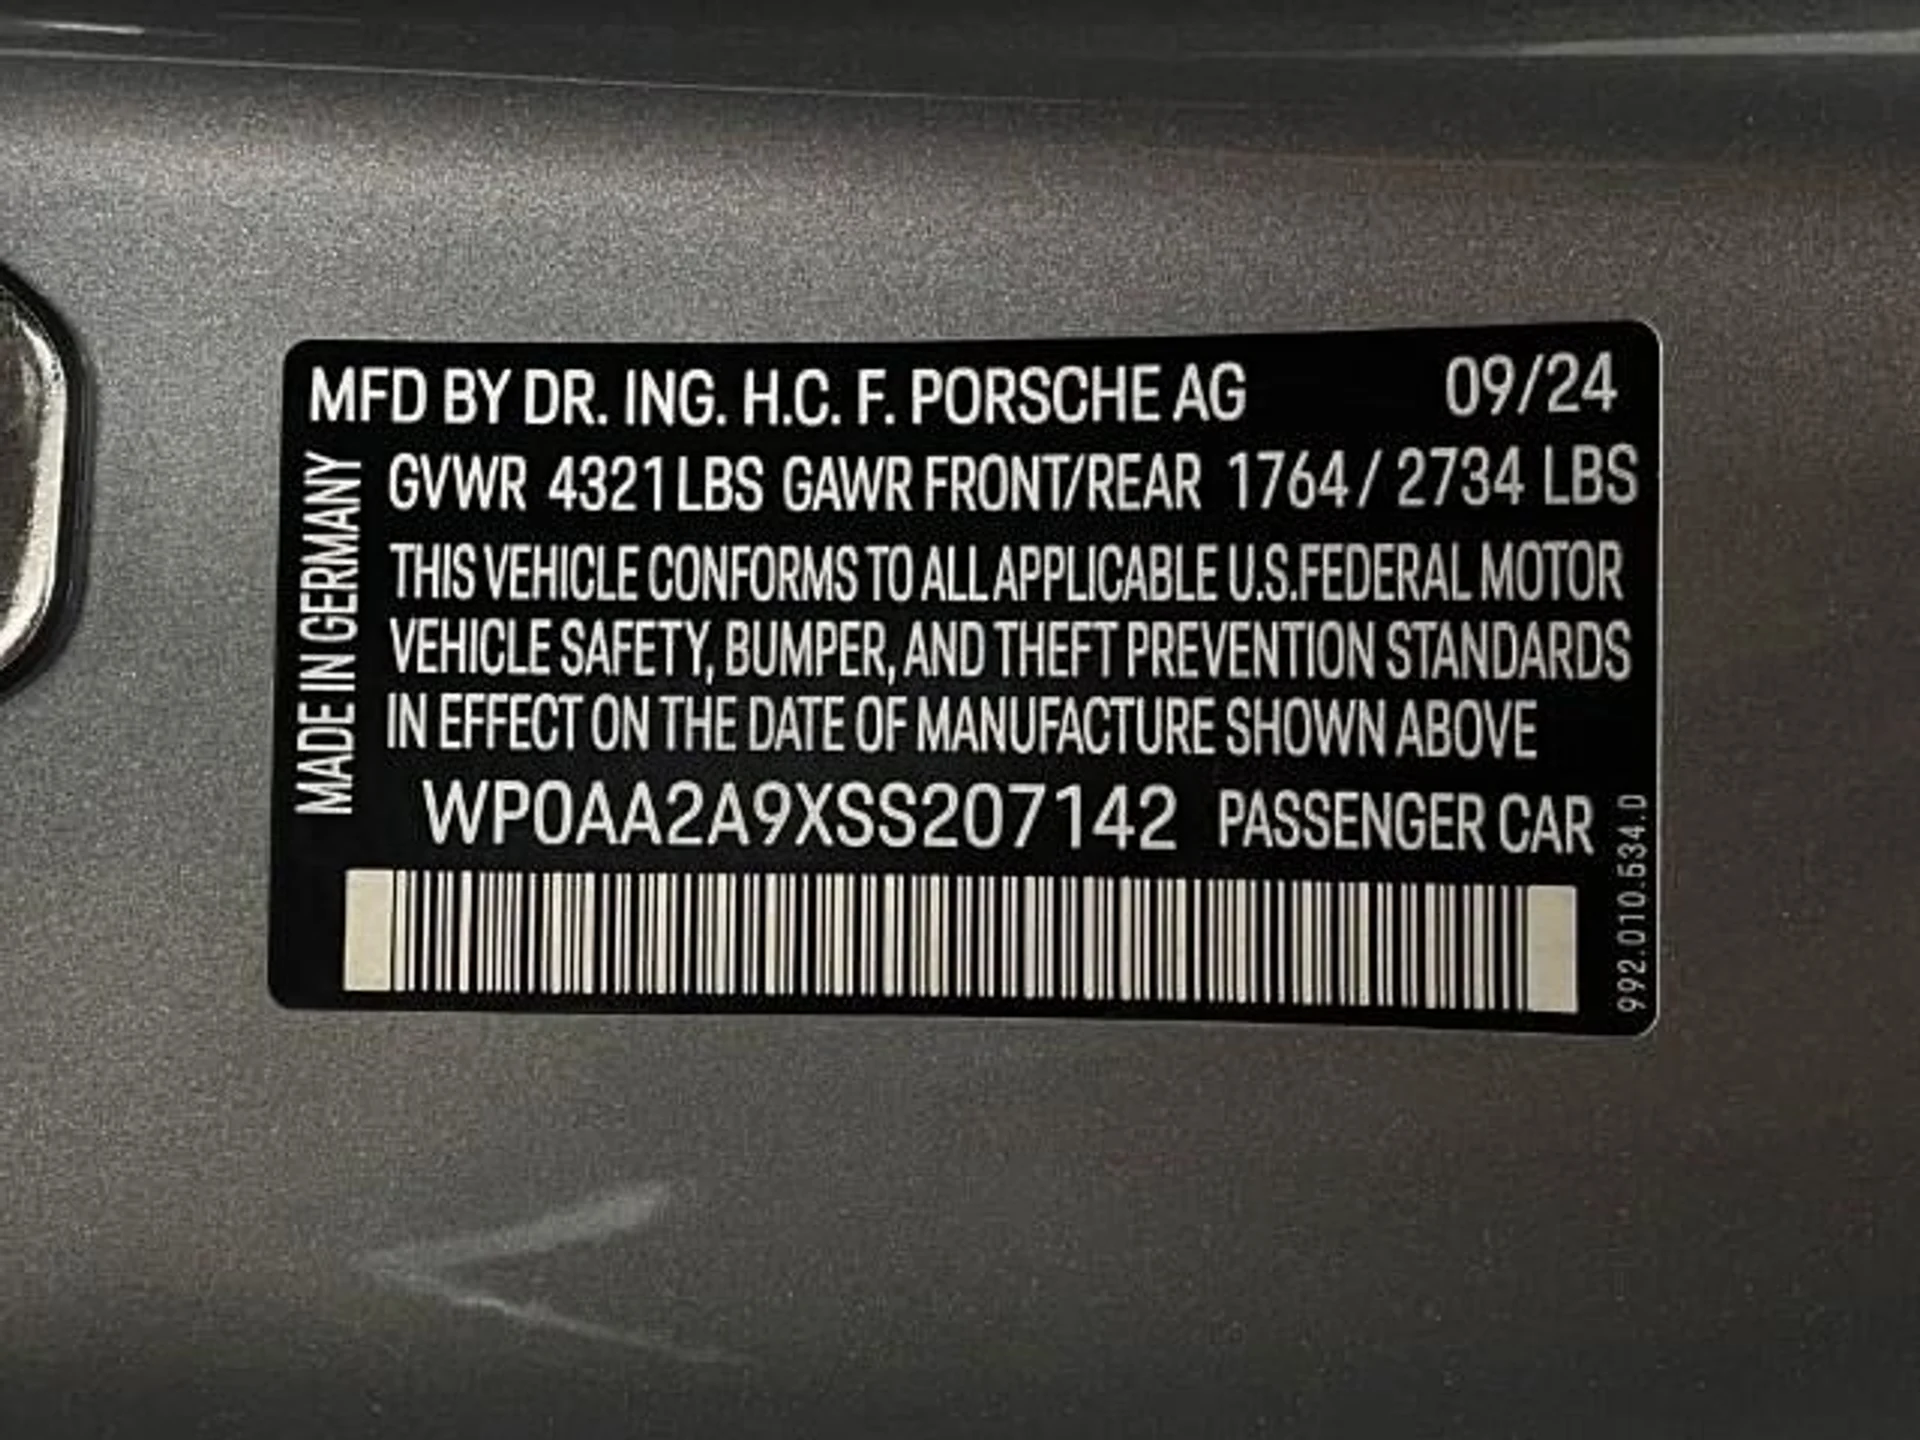 MFD BY DR. ING. H.C. F. PORSCHE AG 09/24
MADE IN GERMANY
GVWR 4321 LBS GAWR FRONT/REAR 1764 / 2734 LBS
THIS VEHICLE CONFORMS TO ALL APPLICABLE U.S.FEDERAL MOTOR
VEHICLE SAFETY, BUMPER, AND THEFT PREVENTION STANDARDS
IN EFFECT ON THE DATE OF MANUFACTURE SHOWN ABOVE
WP0AA2A9XSS207142 PASSENGER CAR
992.010.534.0